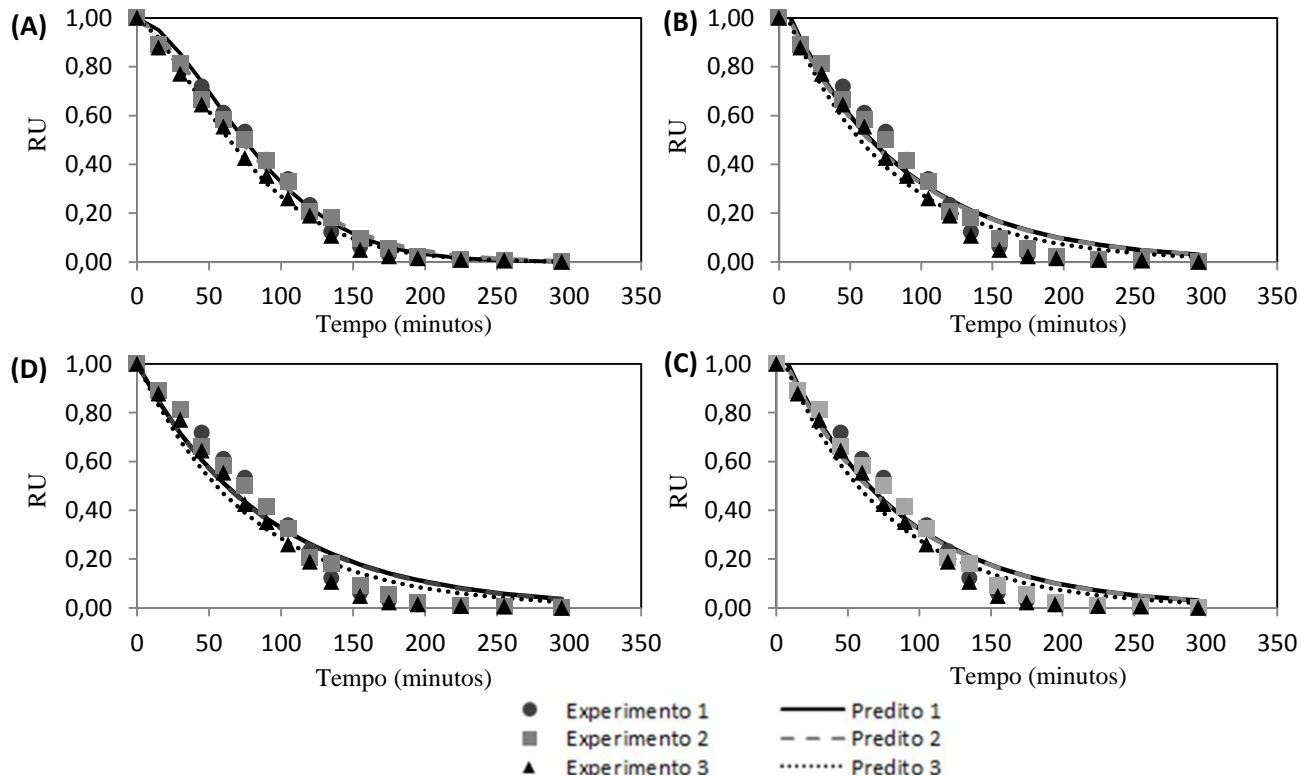 (A)
RU
1,00
0,80
0,60
0,40
0,20
0,00
0 50 100 150 200 250 300 350
Tempo (minutos)
(B)
RU
1,00
0,80
0,60
0,40
0,20
0,00
0 50 100 150 200 250 300 350
Tempo (minutos)
(D)
RU
1,00
0,80
0,60
0,40
0,20
0,00
0 50 100 150 200 250 300 350
Tempo (minutos)
(C)
RU
1,00
0,80
0,60
0,40
0,20
0,00
0 50 100 150 200 250 300 350
Tempo (minutos)
Experimento 1 Predito 1
Experimento 2 Predito 2
Experimento 3 Predito 3